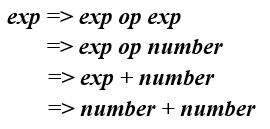 exp => exp op exp
=> exp op number
=> exp + number
=> number + number